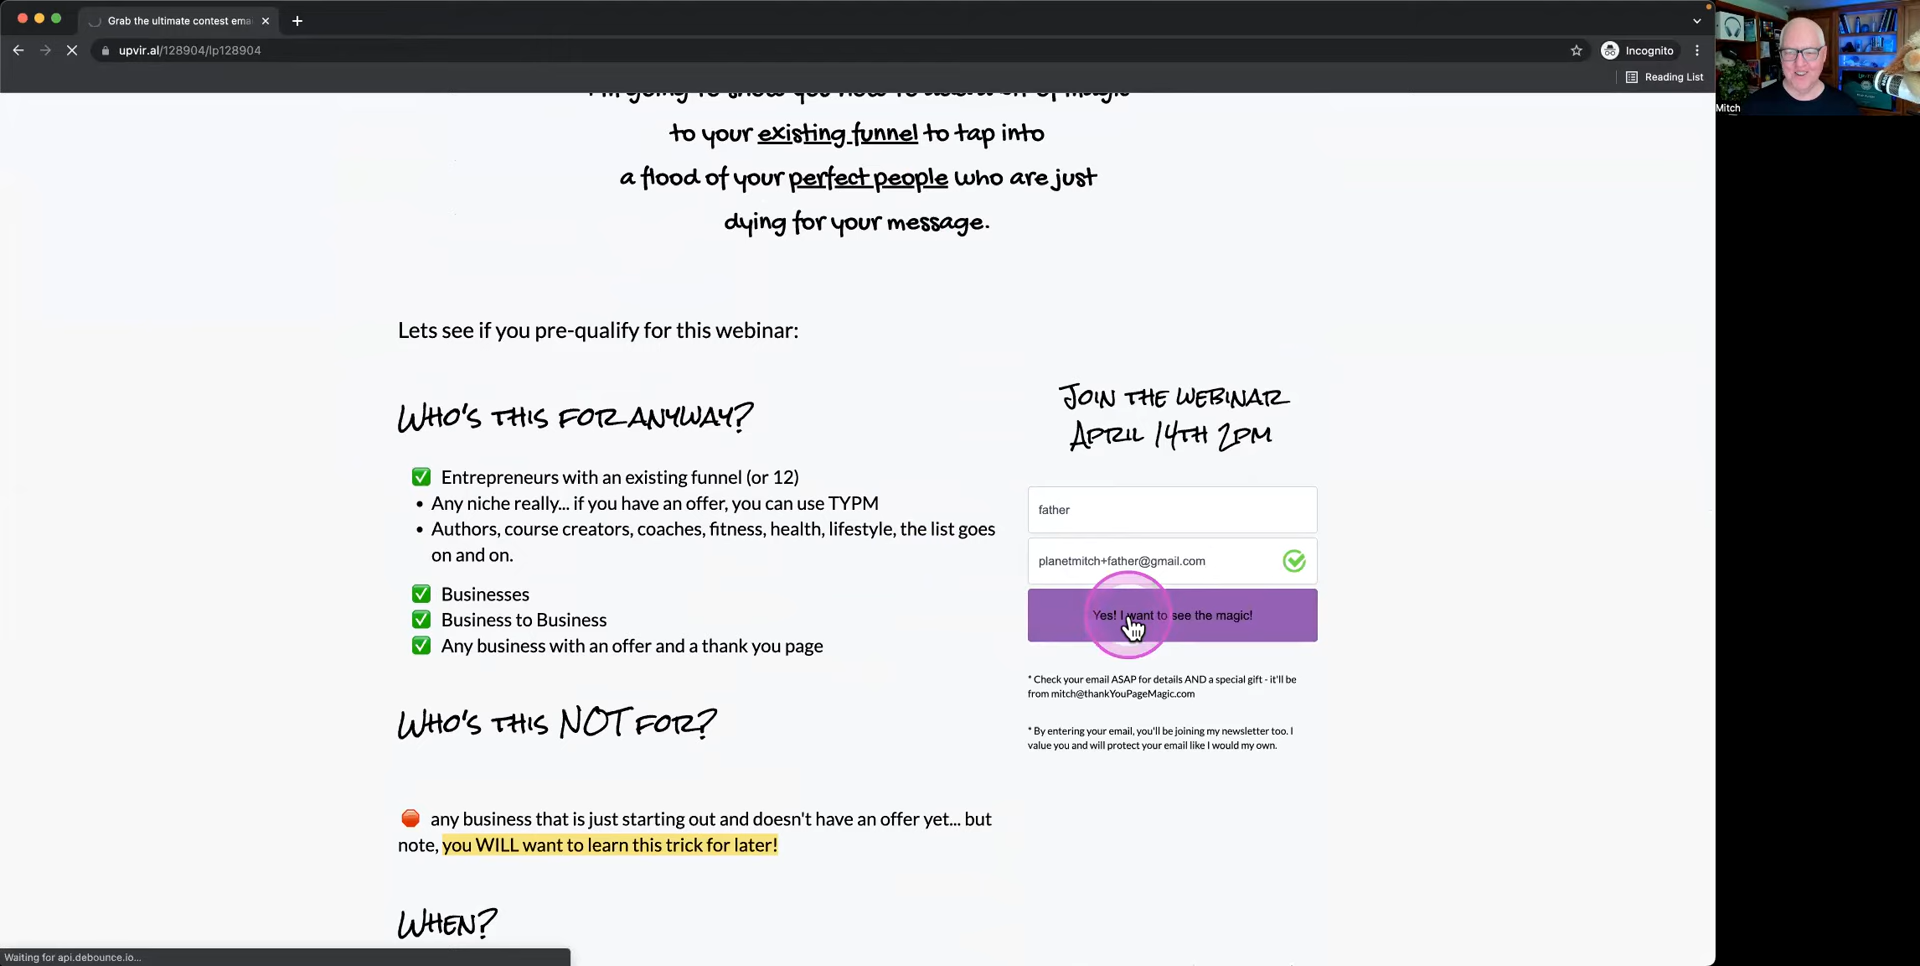 Grab the ultimate contest ema
upvir.al/128904/lp128904
Incognito
Reading List
Mitch
I'm going to show you how to
to your existing funnel to tap into
a flood of your perfect people who are just
dying for your message.
Lets see if you pre-qualify for this webinar:
Who's this for anyway?
✅ Entrepreneurs with an existing funnel (or 12)
• Any niche really... if you have an offer, you can use TYPM
• Authors, course creators, coaches, fitness, health, lifestyle, the list goes
on and on.
✅ Businesses
✅ Business to Business
✅ Any business with an offer and a thank you page
Who's this NOT for?
🛑 any business that is just starting out and doesn't have an offer yet... but
note, you WILL want to learn this trick for later!
When?
Join the webinar
April 14th 2pm
father
planetmitch+father@gmail.com
Yes! I want to see the magic!
* Check your email ASAP for details AND a special gift - it'll be
from mitch@thankYouPageMagic.com
* By entering your email, you'll be joining my newsletter too. I
value you and will protect your email like I would my own.
Waiting for api.debounce.io...